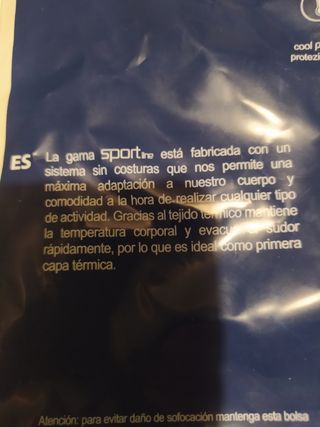 cool p
protezi
ES La gama sportline está fabricada con un
sistema sin costuras que nos permite una
máxima adaptación a nuestro cuerpo y
comodidad a la hora de realizar cualquier tipo
de actividad. Gracias al tejido térmico mantiene
la temperatura corporal y evacua el sudor
rápidamente, por lo que es ideal como primera
capa térmica.
Atención: para evitar daño de sofocación mantenga esta bolsa